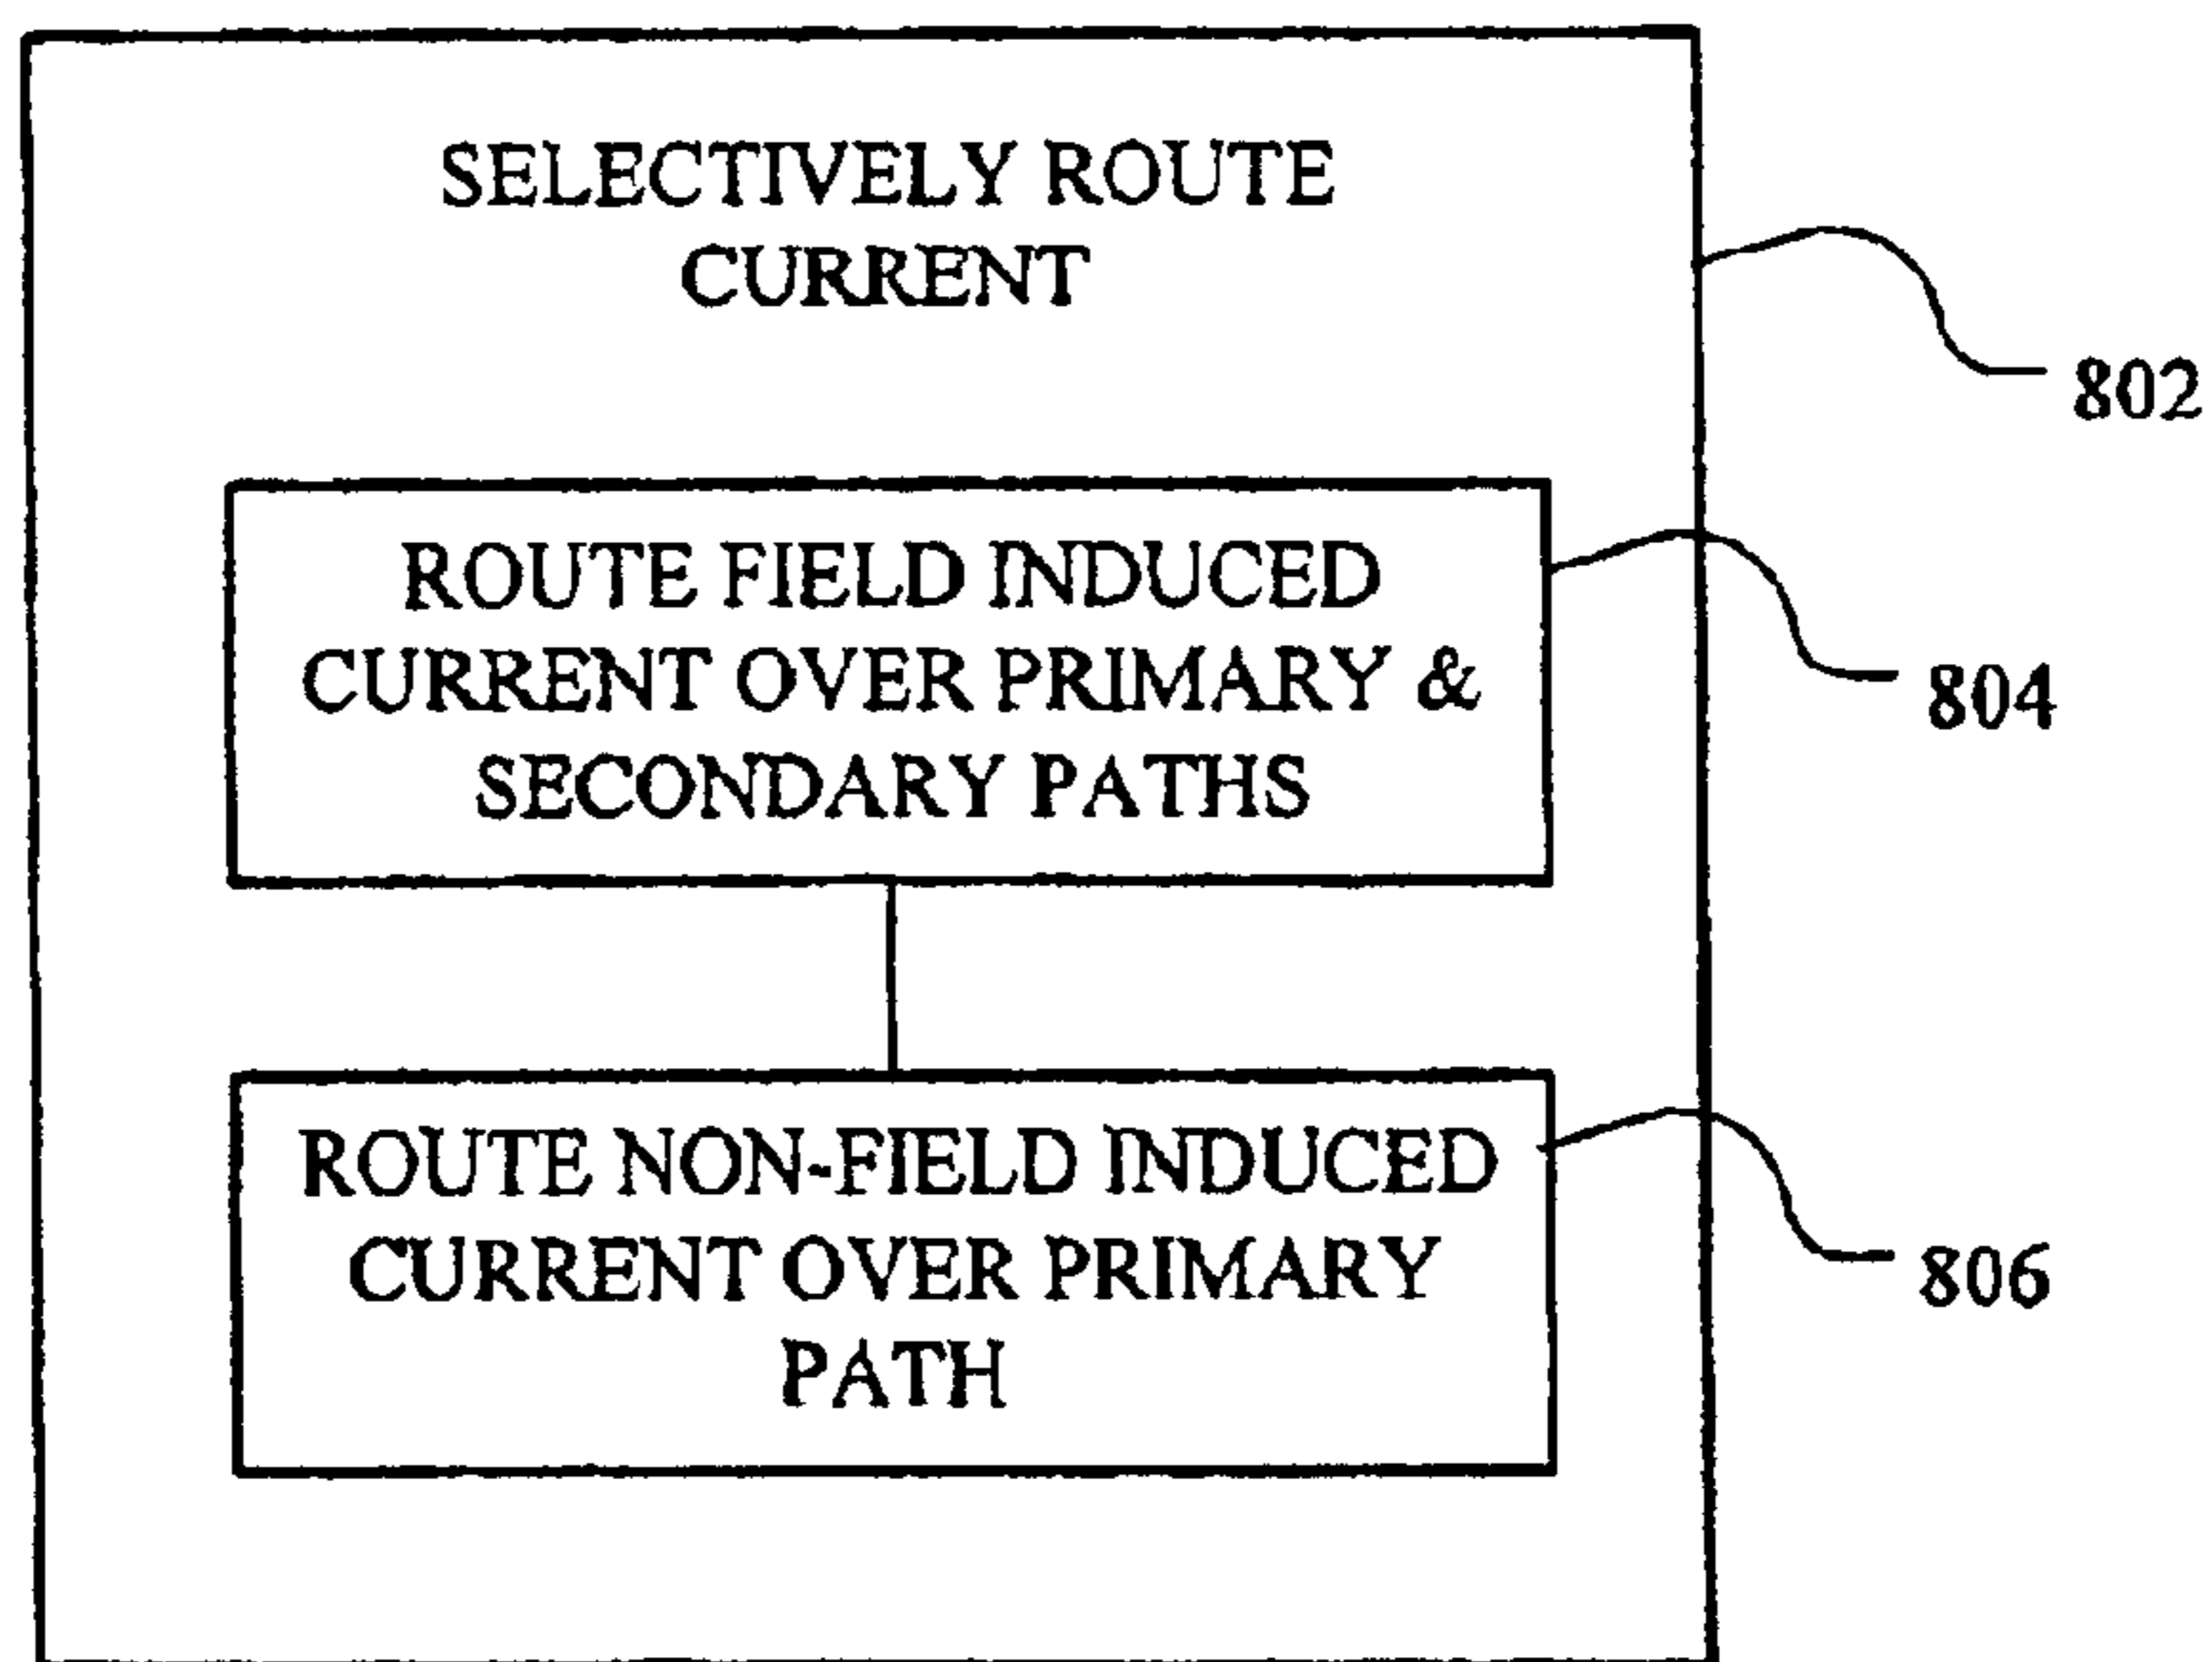 SELECTIVELY ROUTE
CURRENT
802
ROUTE FIELD INDUCED
CURRENT OVER PRIMARY &
SECONDARY PATHS
804
ROUTE NON-FIELD INDUCED
CURRENT OVER PRIMARY
PATH
806